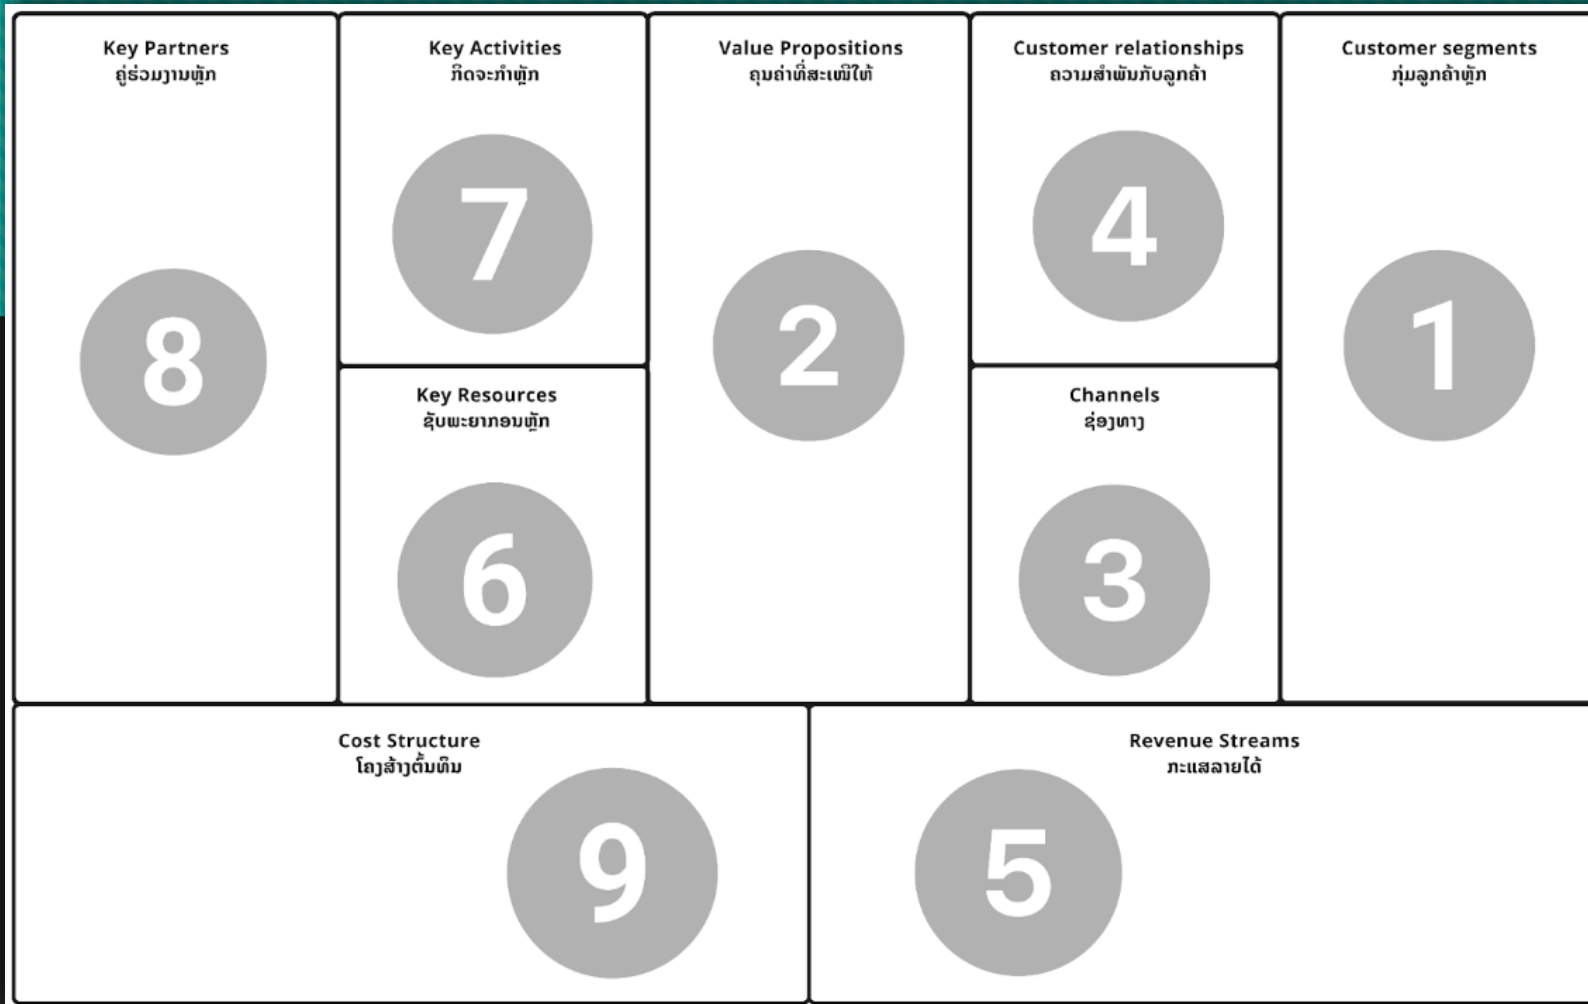 Key Partners
ຄູ່ຮ່ວມງານຫຼັກ
8
Key Activities
ກິດຈະກຳຫຼັກ
7
Key Resources
ຊັບພະຍາກອນຫຼັກ
6
Value Propositions
ຄຸນຄ່າທີ່ສະເໜີໃຫ້
2
Customer relationships
ຄວາມສຳພັນກັບລູກຄ້າ
4
Channels
ຊ່ອງທາງ
3
Customer segments
ກຸ່ມລູກຄ້າຫຼັກ
1
Cost Structure
ໂຄງສ້າງຕົ້ນທຶນ
9
Revenue Streams
ກະແສລາຍໄດ້
5